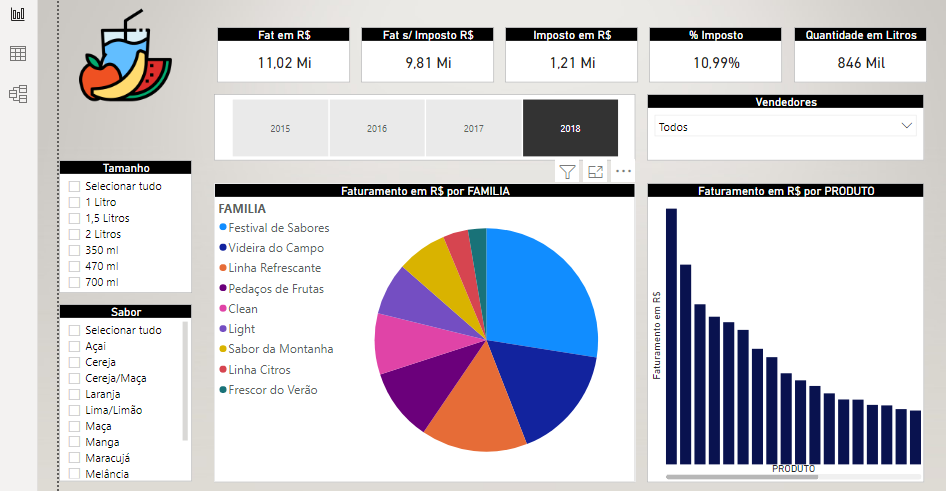 Fat em R$
11,02 Mi
Fat s/ Imposto R$
9,81 Mi
Imposto em R$
1,21 Mi
% Imposto
10,99%
Quantidade em Litros
846 Mil
2015
2016
2017
2018
Vendedores
Todos
Tamanho
Selecionar tudo
1 Litro
1,5 Litros
2 Litros
350 ml
470 ml
700 ml
Sabor
Selecionar tudo
Açaí
Cereja
Cereja/Maça
Laranja
Lima/Limão
Maça
Manga
Maracujá
Melância
Faturamento em R$ por FAMILIA
FAMILIA
Festival de Sabores
Videira do Campo
Linha Refrescante
Pedaços de Frutas
Clean
Light
Sabor da Montanha
Linha Citros
Frescor do Verão
Faturamento em R$ por PRODUTO
Faturamento em R$
PRODUTO